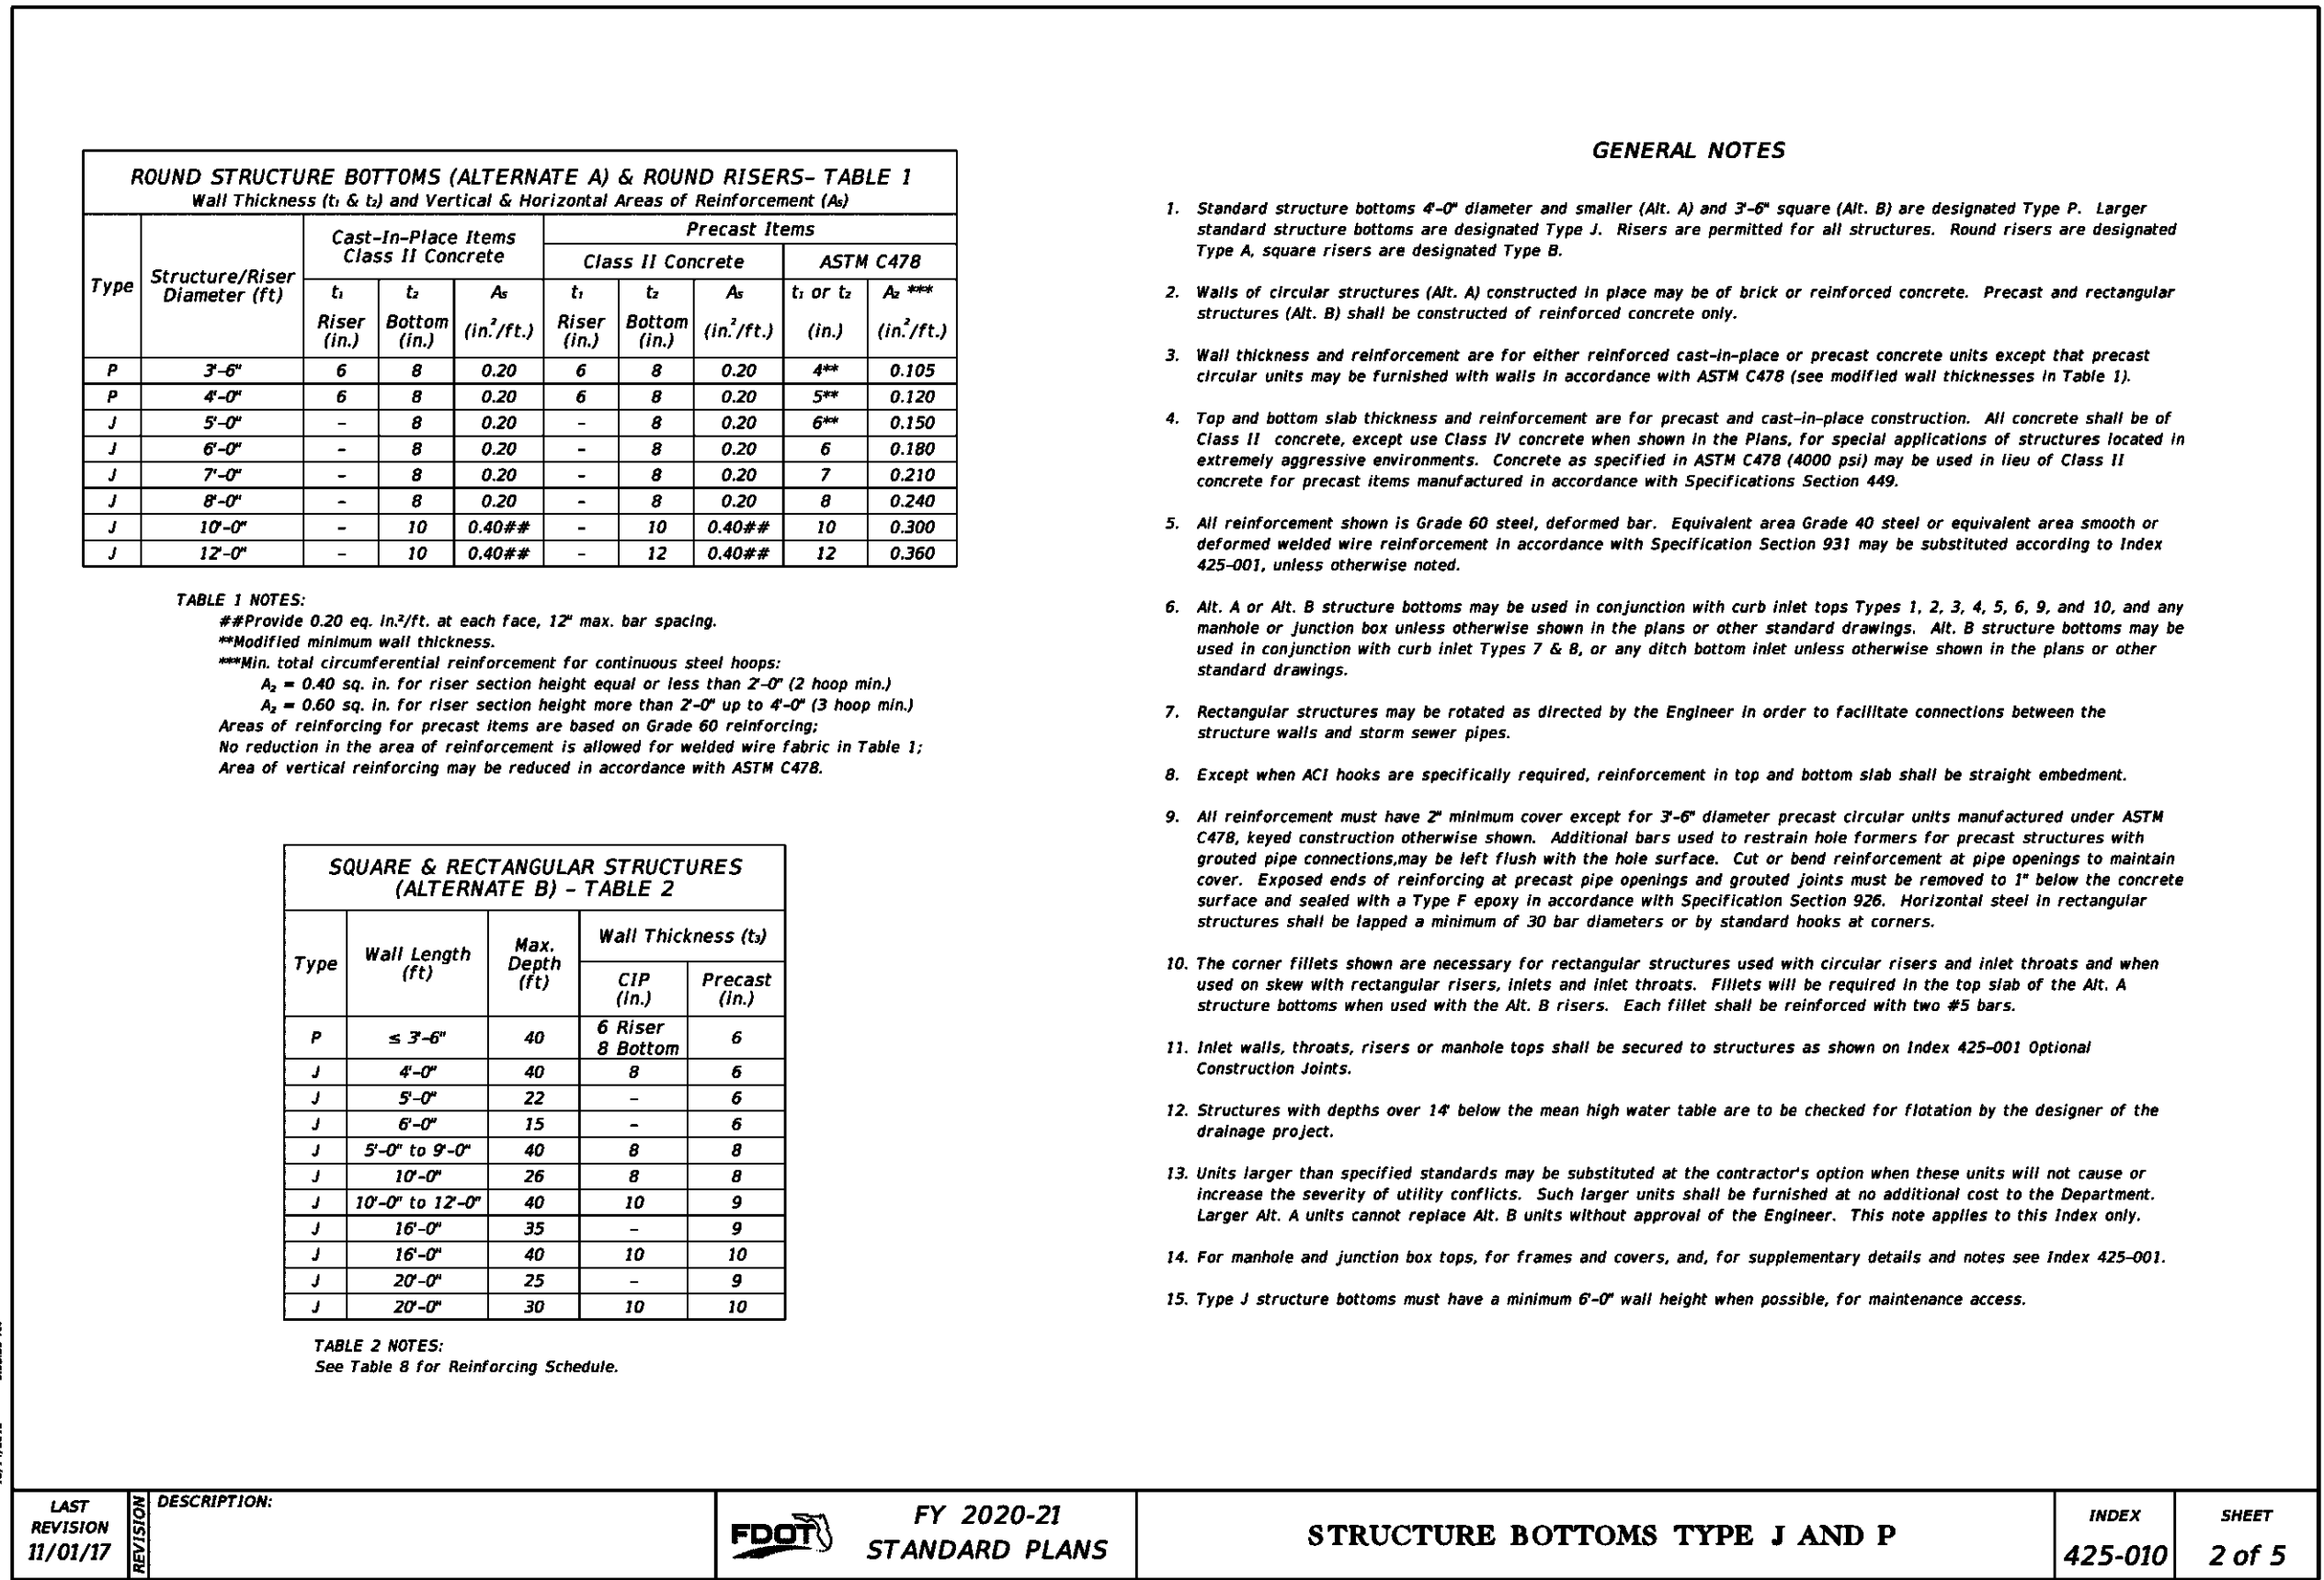 ROUND STRUCTURE BOTTOMS (ALTERNATE A) & ROUND RISERS- TABLE 1
Wall Thickness (t₁ & t₂) and Vertical & Horizontal Areas of Reinforcement (As)
Type | Structure/Riser Diameter (ft) | Cast-In-Place Items Class II Concrete | Precast Items
Class II Concrete | ASTM C478
t₁ Riser (in.) | t₂ Bottom (in.) | As (in.²/ft.) | t₁ Riser (in.) | t₂ Bottom (in.) | As (in.²/ft.) | t₁ or t₂ (in.) | A₂ *** (in.²/ft.)
P | 3'-6" | 6 | 8 | 0.20 | 6 | 8 | 0.20 | 4** | 0.105
P | 4'-0" | 6 | 8 | 0.20 | 6 | 8 | 0.20 | 5** | 0.120
J | 5'-0" | - | 8 | 0.20 | - | 8 | 0.20 | 6** | 0.150
J | 6'-0" | - | 8 | 0.20 | - | 8 | 0.20 | 6 | 0.180
J | 7'-0" | - | 8 | 0.20 | - | 8 | 0.20 | 7 | 0.210
J | 8'-0" | - | 8 | 0.20 | - | 8 | 0.20 | 8 | 0.240
J | 10'-0" | - | 10 | 0.40## | - | 10 | 0.40## | 10 | 0.300
J | 12'-0" | - | 10 | 0.40## | - | 12 | 0.40## | 12 | 0.360
TABLE 1 NOTES:
##Provide 0.20 eq. in.²/ft. at each face, 12" max. bar spacing.
**Modified minimum wall thickness.
***Min. total circumferential reinforcement for continuous steel hoops:
A₂ = 0.40 sq. in. for riser section height equal or less than 2'-0" (2 hoop min.)
A₂ = 0.60 sq. in. for riser section height more than 2'-0" up to 4'-0" (3 hoop min.)
Areas of reinforcing for precast items are based on Grade 60 reinforcing;
No reduction in the area of reinforcement is allowed for welded wire fabric in Table 1;
Area of vertical reinforcing may be reduced in accordance with ASTM C478.
SQUARE & RECTANGULAR STRUCTURES
(ALTERNATE B) - TABLE 2
Type | Wall Length (ft) | Max. Depth (ft) | Wall Thickness (t₃)
CIP (in.) | Precast (in.)
P | ≤ 3'-6" | 40 | 6 Riser 8 Bottom | 6
J | 4'-0" | 40 | 8 | 6
J | 5'-0" | 22 | - | 6
J | 6'-0" | 15 | - | 6
J | 5'-0" to 9'-0" | 40 | 8 | 8
J | 10'-0" | 26 | 8 | 8
J | 10'-0" to 12'-0" | 40 | 10 | 9
J | 16'-0" | 35 | - | 9
J | 16'-0" | 40 | 10 | 10
J | 20'-0" | 25 | - | 9
J | 20'-0" | 30 | 10 | 10
TABLE 2 NOTES:
See Table 8 for Reinforcing Schedule.
GENERAL NOTES
1. Standard structure bottoms 4'-0" diameter and smaller (Alt. A) and 3'-6" square (Alt. B) are designated Type P. Larger
standard structure bottoms are designated Type J. Risers are permitted for all structures. Round risers are designated
Type A, square risers are designated Type B.
2. Walls of circular structures (Alt. A) constructed in place may be of brick or reinforced concrete. Precast and rectangular
structures (Alt. B) shall be constructed of reinforced concrete only.
3. Wall thickness and reinforcement are for either reinforced cast-in-place or precast concrete units except that precast
circular units may be furnished with walls in accordance with ASTM C478 (see modified wall thicknesses in Table 1).
4. Top and bottom slab thickness and reinforcement are for precast and cast-in-place construction. All concrete shall be of
Class II concrete, except use Class IV concrete when shown in the Plans, for special applications of structures located in
extremely aggressive environments. Concrete as specified in ASTM C478 (4000 psi) may be used in lieu of Class II
concrete for precast items manufactured in accordance with Specifications Section 449.
5. All reinforcement shown is Grade 60 steel, deformed bar. Equivalent area Grade 40 steel or equivalent area smooth or
deformed welded wire reinforcement in accordance with Specification Section 931 may be substituted according to Index
425-001, unless otherwise noted.
6. Alt. A or Alt. B structure bottoms may be used in conjunction with curb inlet tops Types 1, 2, 3, 4, 5, 6, 9, and 10, and any
manhole or junction box unless otherwise shown in the plans or other standard drawings. Alt. B structure bottoms may be
used in conjunction with curb inlet Types 7 & 8, or any ditch bottom inlet unless otherwise shown in the plans or other
standard drawings.
7. Rectangular structures may be rotated as directed by the Engineer in order to facilitate connections between the
structure walls and storm sewer pipes.
8. Except when ACI hooks are specifically required, reinforcement in top and bottom slab shall be straight embedment.
9. All reinforcement must have 2" minimum cover except for 3'-6" diameter precast circular units manufactured under ASTM
C478, keyed construction otherwise shown. Additional bars used to restrain hole formers for precast structures with
grouted pipe connections,may be left flush with the hole surface. Cut or bend reinforcement at pipe openings to maintain
cover. Exposed ends of reinforcing at precast pipe openings and grouted joints must be removed to 1" below the concrete
surface and sealed with a Type F epoxy in accordance with Specification Section 926. Horizontal steel in rectangular
structures shall be lapped a minimum of 30 bar diameters or by standard hooks at corners.
10. The corner fillets shown are necessary for rectangular structures used with circular risers and inlet throats and when
used on skew with rectangular risers, inlets and inlet throats. Fillets will be required in the top slab of the Alt. A
structure bottoms when used with the Alt. B risers. Each fillet shall be reinforced with two #5 bars.
11. Inlet walls, throats, risers or manhole tops shall be secured to structures as shown on Index 425-001 Optional
Construction Joints.
12. Structures with depths over 14' below the mean high water table are to be checked for flotation by the designer of the
drainage project.
13. Units larger than specified standards may be substituted at the contractor's option when these units will not cause or
increase the severity of utility conflicts. Such larger units shall be furnished at no additional cost to the Department.
Larger Alt. A units cannot replace Alt. B units without approval of the Engineer. This note applies to this Index only.
14. For manhole and junction box tops, for frames and covers, and, for supplementary details and notes see Index 425-001.
15. Type J structure bottoms must have a minimum 6'-0" wall height when possible, for maintenance access.
LAST
REVISION
11/01/17
REVISION
DESCRIPTION:
FDOT
FY 2020-21
STANDARD PLANS
STRUCTURE BOTTOMS TYPE J AND P
INDEX
425-010
SHEET
2 of 5